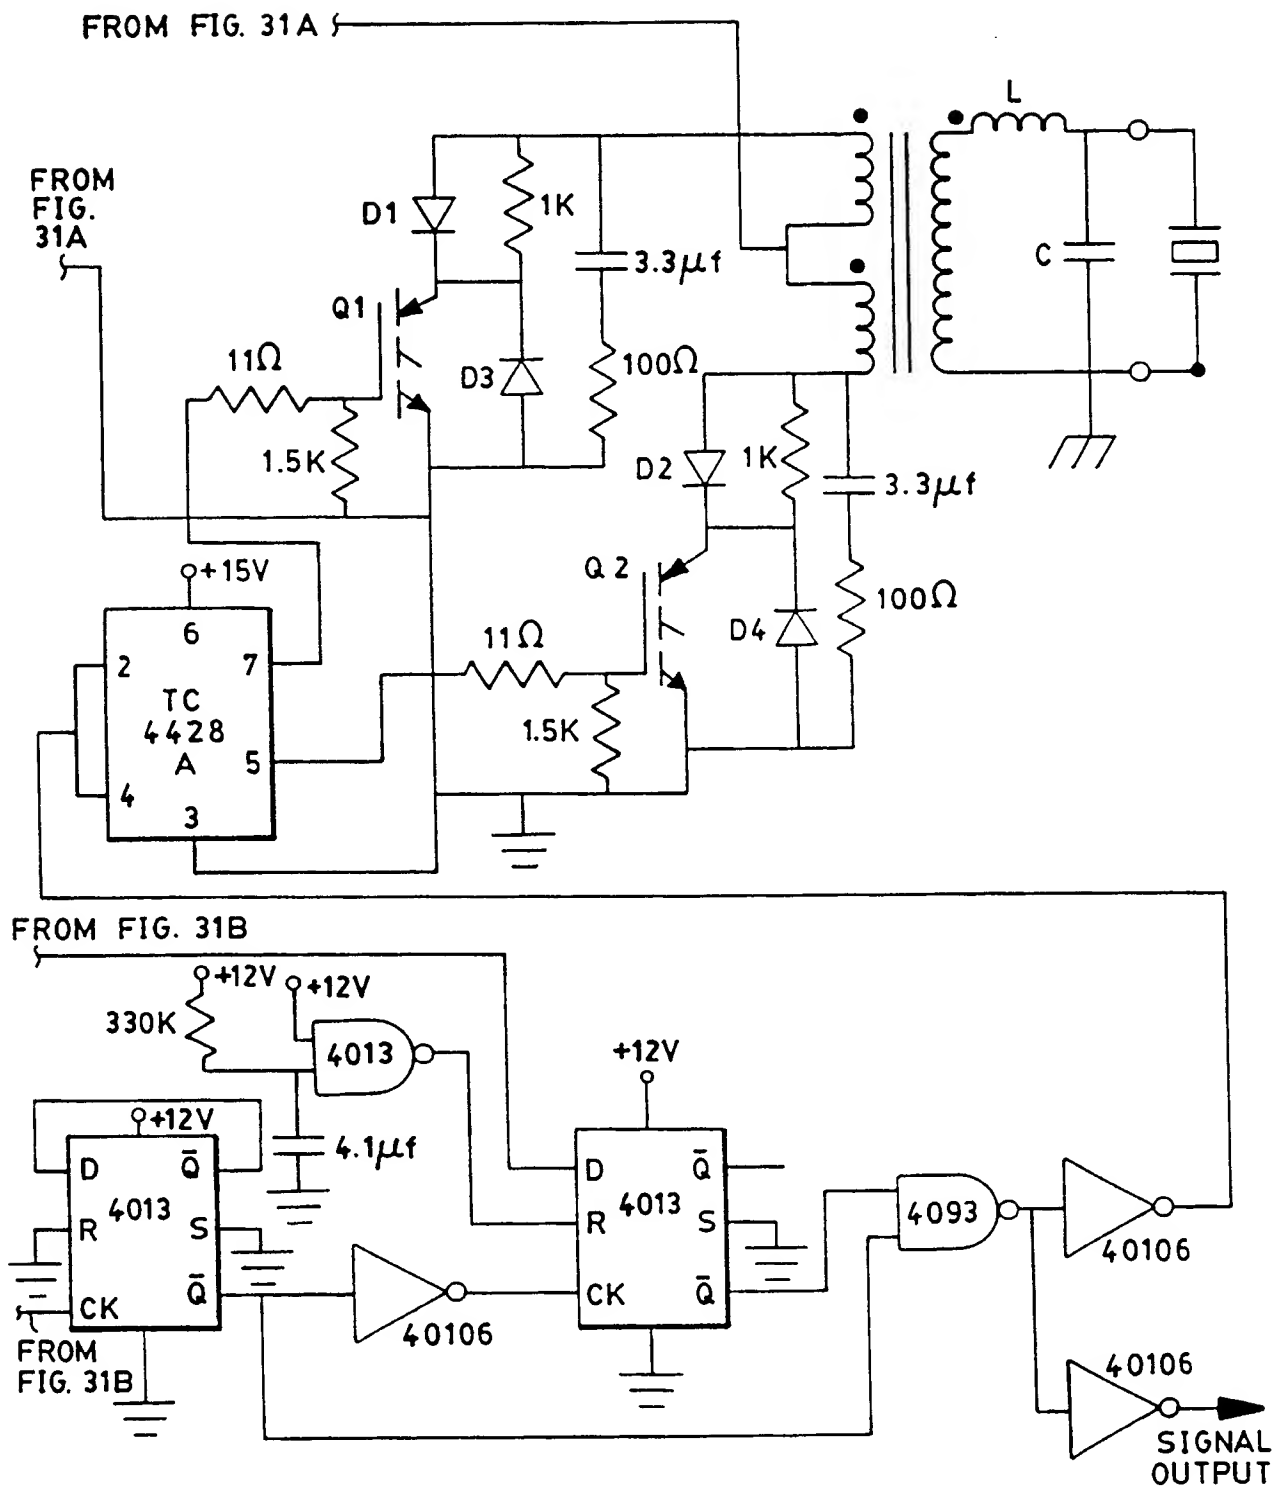 FROM FIG. 31A
L
FROM
FIG.
31A
D1
1K
3.3µf
C
Q1
11Ω
D3
100Ω
1.5K
D2
1K
3.3µf
+15V
Q2
6
100Ω
2
7
11Ω
D4
TC
4428
A
1.5K
5
4
3
FROM FIG. 31B
+12V
+12V
330K
4013
+12V
+12V
4.1µf
D
Q̅
D
Q̅
4013
4013
4093
R
S
R
S
40106
Q̅
CK
Q̅
CK
40106
FROM
FIG. 31B
40106
SIGNAL
OUTPUT